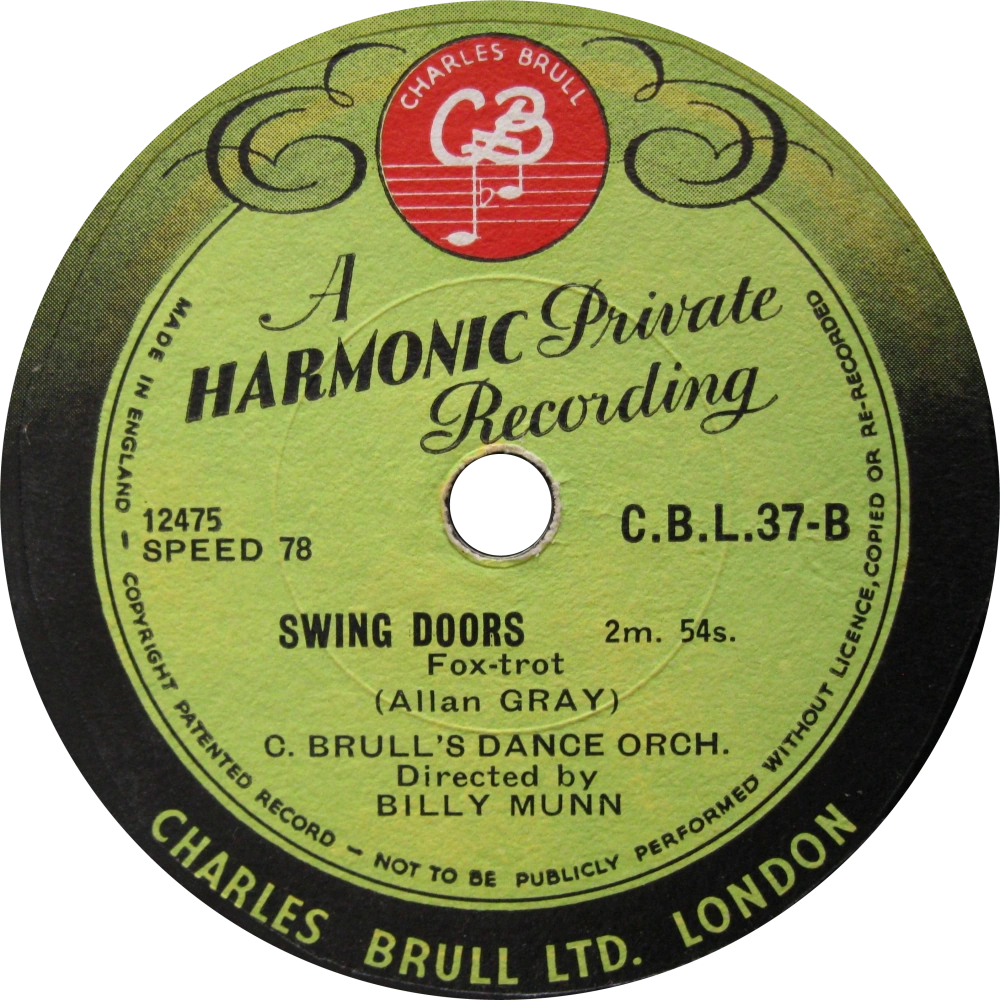 CHARLES BRULL
CB
A
HARMONIC Private
Recording
12475
SPEED 78
C.B.L.37-B
SWING DOORS 2m. 54s.
Fox-trot
(Allan GRAY)
C. BRULL'S DANCE ORCH.
Directed by
BILLY MUNN
MADE IN ENGLAND - COPYRIGHT PATENTED RECORD - NOT TO BE PUBLICLY PERFORMED WITHOUT LICENCE, COPIED OR RE-RECORDED
CHARLES BRULL LTD. LONDON